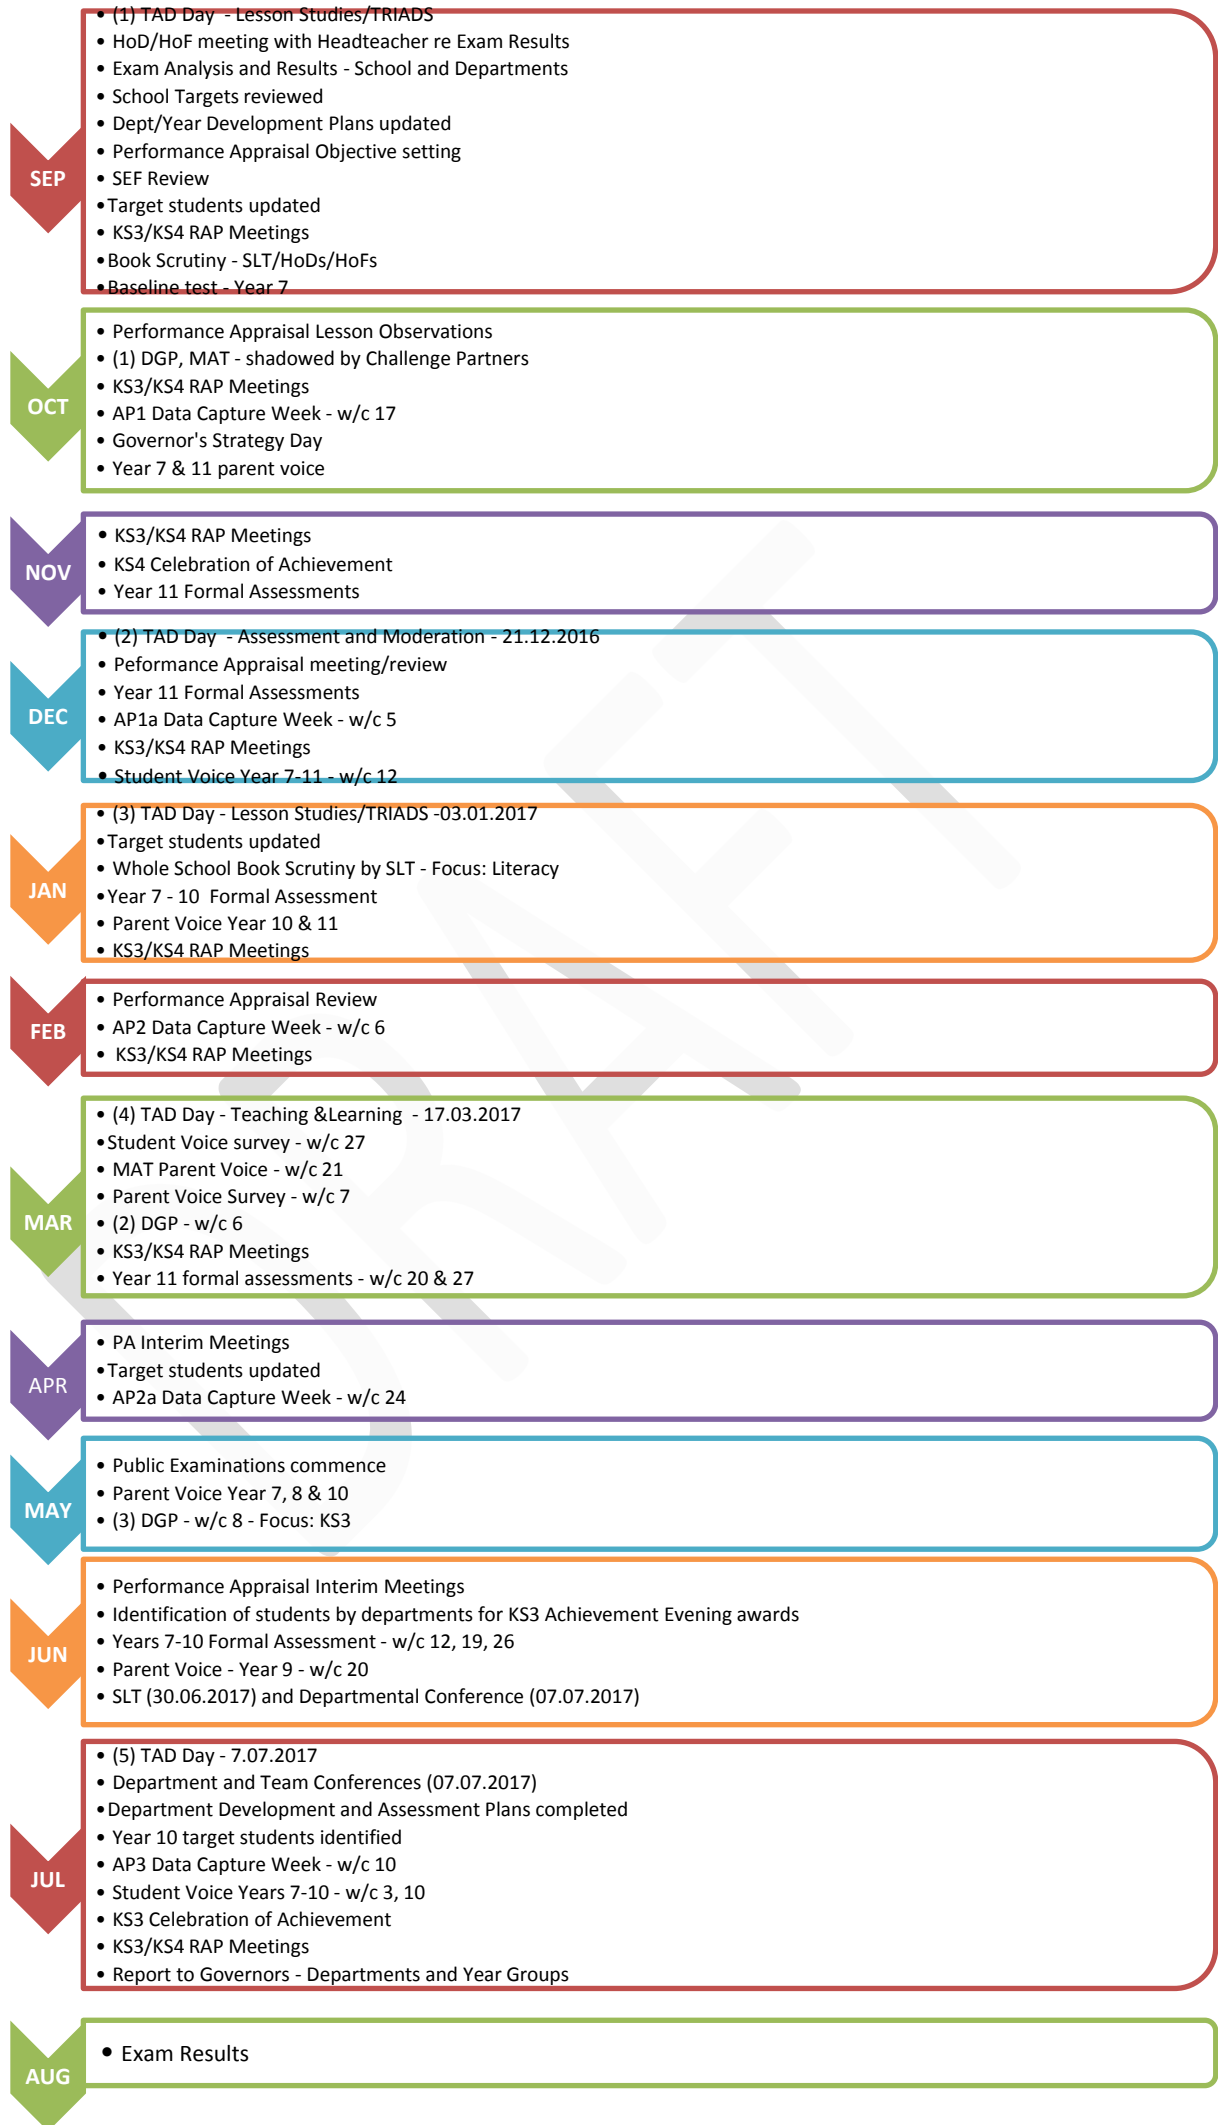 SEP
• (1) TAD Day - Lesson Studies/TRIADS
• HoD/HoF meeting with Headteacher re Exam Results
• Exam Analysis and Results - School and Departments
• School Targets reviewed
• Dept/Year Development Plans updated
• Performance Appraisal Objective setting
• SEF Review
•Target students updated
• KS3/KS4 RAP Meetings
•Book Scrutiny - SLT/HoDs/HoFs
•Baseline test - Year 7
OCT
• Performance Appraisal Lesson Observations
• (1) DGP, MAT - shadowed by Challenge Partners
• KS3/KS4 RAP Meetings
• AP1 Data Capture Week - w/c 17
• Governor's Strategy Day
• Year 7 & 11 parent voice
NOV
• KS3/KS4 RAP Meetings
• KS4 Celebration of Achievement
• Year 11 Formal Assessments
DEC
• (2) TAD Day - Assessment and Moderation - 21.12.2016
• Peformance Appraisal meeting/review
• Year 11 Formal Assessments
• AP1a Data Capture Week - w/c 5
• KS3/KS4 RAP Meetings
• Student Voice Year 7-11 - w/c 12
JAN
• (3) TAD Day - Lesson Studies/TRIADS -03.01.2017
•Target students updated
• Whole School Book Scrutiny by SLT - Focus: Literacy
•Year 7 - 10 Formal Assessment
• Parent Voice Year 10 & 11
• KS3/KS4 RAP Meetings
FEB
• Performance Appraisal Review
• AP2 Data Capture Week - w/c 6
• KS3/KS4 RAP Meetings
MAR
• (4) TAD Day - Teaching &Learning - 17.03.2017
•Student Voice survey - w/c 27
• MAT Parent Voice - w/c 21
• Parent Voice Survey - w/c 7
• (2) DGP - w/c 6
• KS3/KS4 RAP Meetings
• Year 11 formal assessments - w/c 20 & 27
APR
• PA Interim Meetings
•Target students updated
• AP2a Data Capture Week - w/c 24
MAY
• Public Examinations commence
• Parent Voice Year 7, 8 & 10
• (3) DGP - w/c 8 - Focus: KS3
JUN
• Performance Appraisal Interim Meetings
• Identification of students by departments for KS3 Achievement Evening awards
• Years 7-10 Formal Assessment - w/c 12, 19, 26
• Parent Voice - Year 9 - w/c 20
• SLT (30.06.2017) and Departmental Conference (07.07.2017)
JUL
• (5) TAD Day - 7.07.2017
• Department and Team Conferences (07.07.2017)
•Department Development and Assessment Plans completed
• Year 10 target students identified
• AP3 Data Capture Week - w/c 10
• Student Voice Years 7-10 - w/c 3, 10
• KS3 Celebration of Achievement
• KS3/KS4 RAP Meetings
• Report to Governors - Departments and Year Groups
AUG
• Exam Results
DRAFT